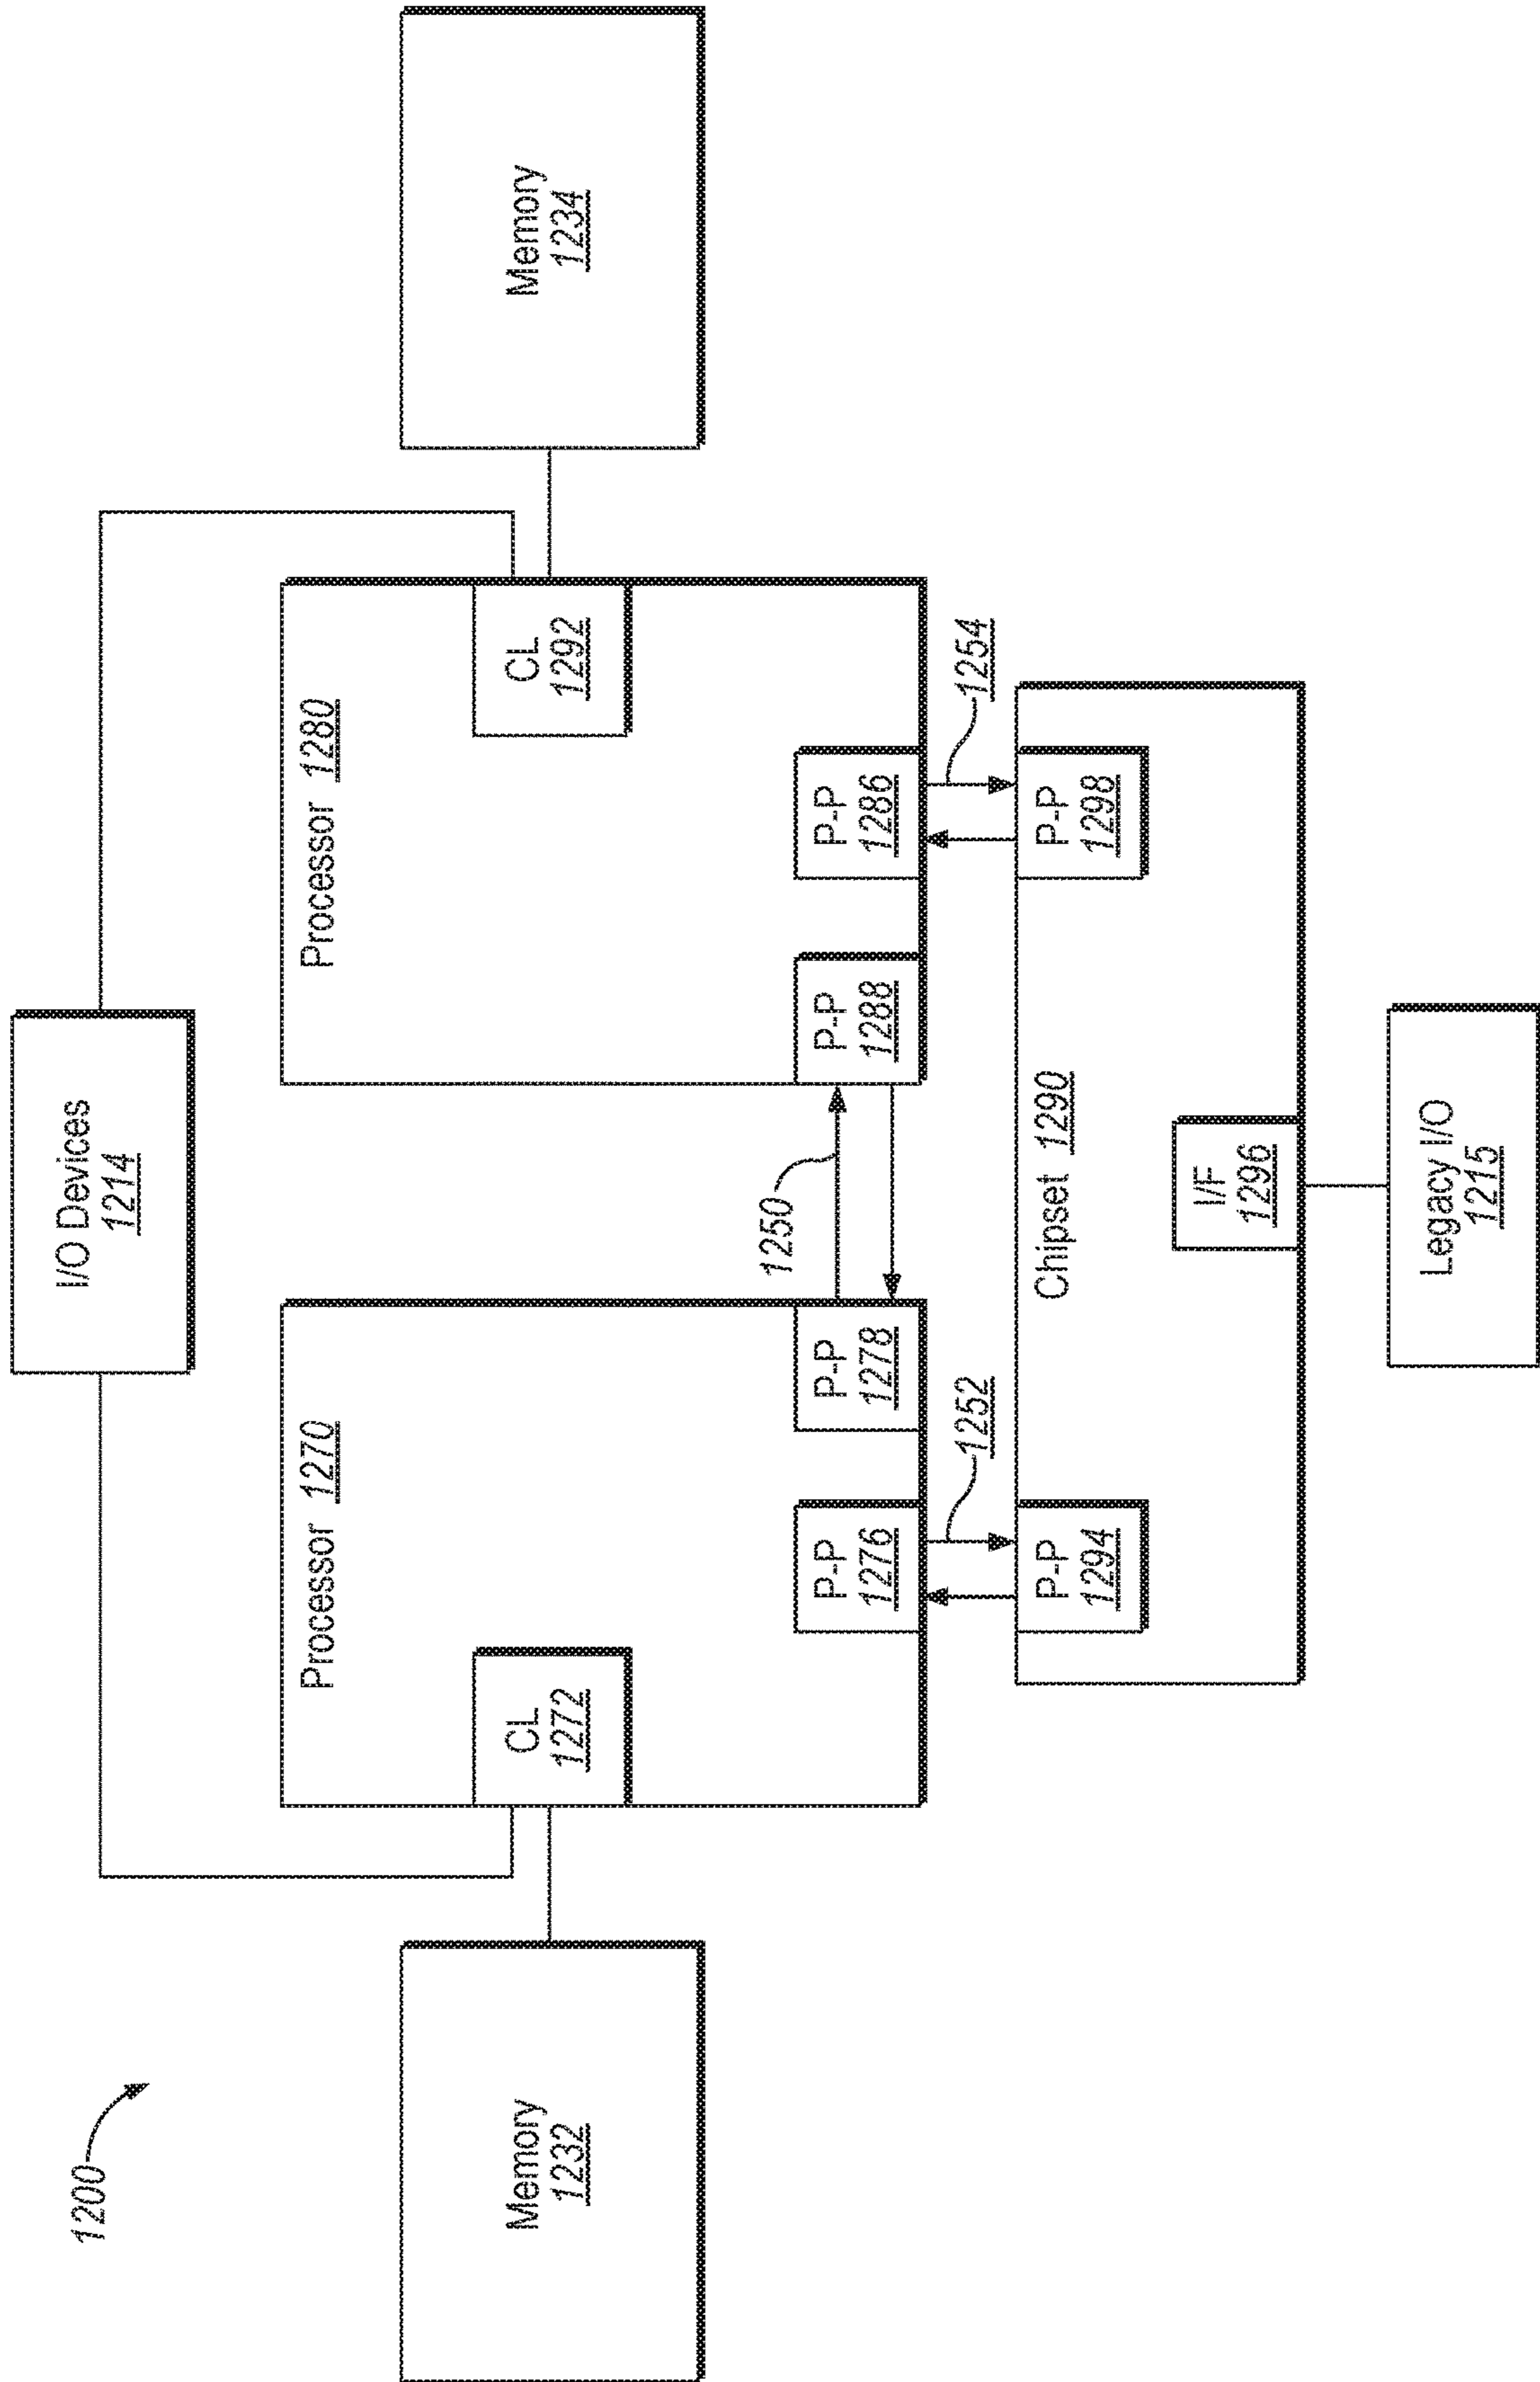 1200
I/O Devices
1214
Memory
1232
Processor 1270
CL
1272
P-P
1276
P-P
1278
1250
Processor 1280
CL
1292
P-P
1288
P-P
1286
Memory
1234
1252
1254
P-P
1294
Chipset 1290
P-P
1298
I/F
1296
Legacy I/O
1215